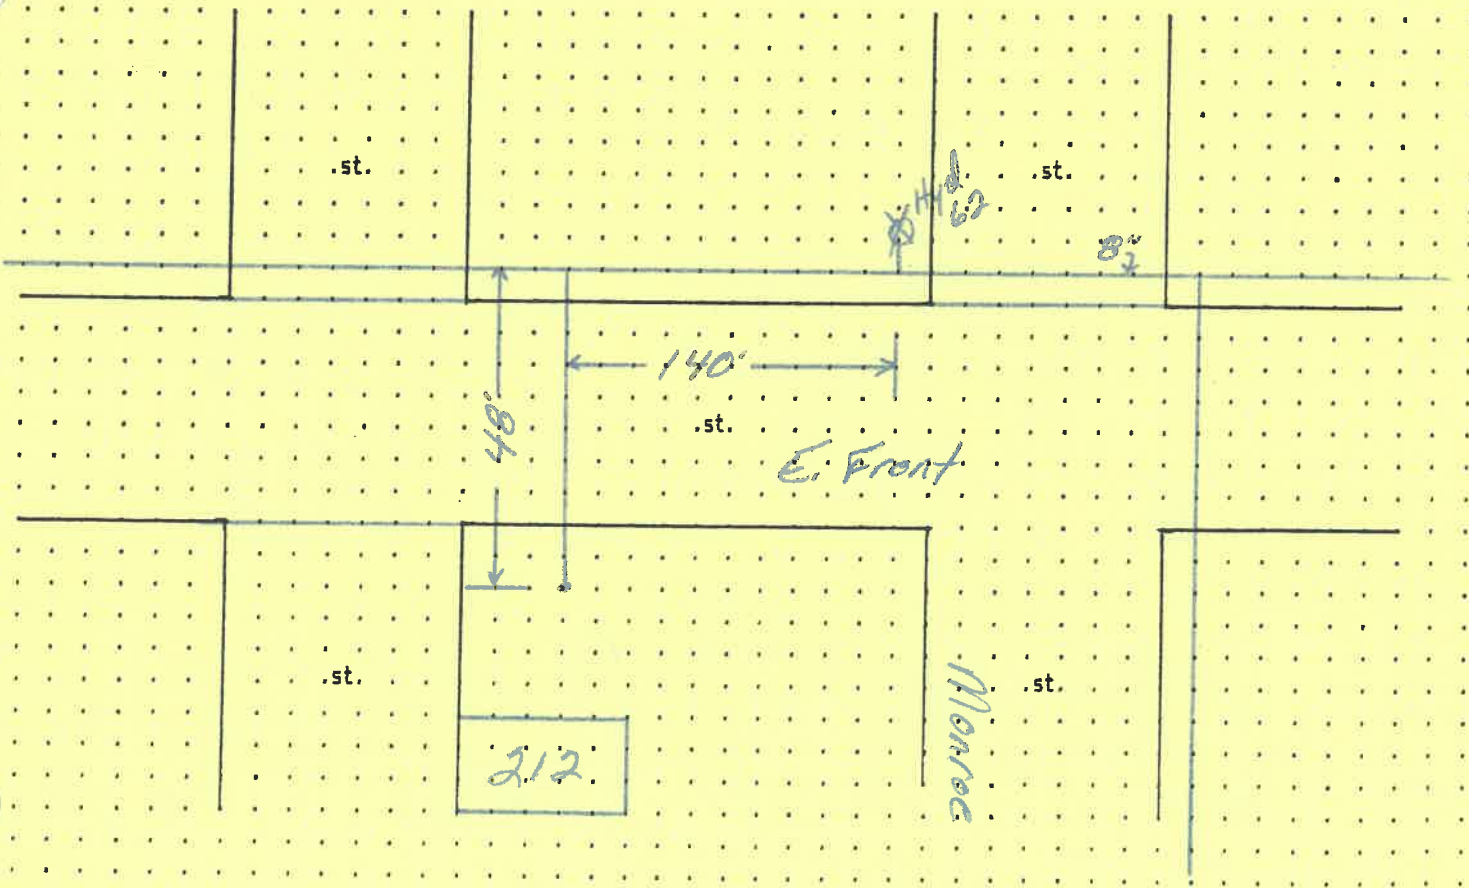 .st.
.st.
Hyd
62
8"
140'
48'
.st.
E. Front
.st.
.st.
Monroe
212